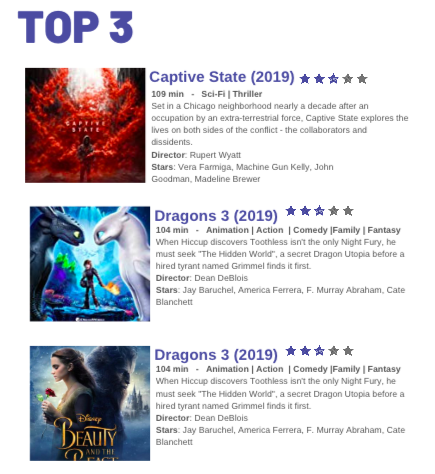 TOP 3
Captive State (2019)
109 min - Sci-Fi | Thriller
Set in a Chicago neighborhood nearly a decade after an
occupation by an extra-terrestrial force, Captive State explores the
lives on both sides of the conflict - the collaborators and
dissidents.
Director: Rupert Wyatt
Stars: Vera Farmiga, Machine Gun Kelly, John
Goodman, Madeline Brewer
CAPTIVE
STATE
Dragons 3 (2019)
104 min - Animation | Action | Comedy |Family | Fantasy
When Hiccup discovers Toothless isn't the only Night Fury, he
must seek "The Hidden World", a secret Dragon Utopia before a
hired tyrant named Grimmel finds it first.
Director: Dean DeBlois
Stars: Jay Baruchel, America Ferrera, F. Murray Abraham, Cate
Blanchett
Dragons 3 (2019)
104 min - Animation | Action | Comedy |Family | Fantasy
When Hiccup discovers Toothless isn't the only Night Fury, he
must seek "The Hidden World", a secret Dragon Utopia before a
hired tyrant named Grimmel finds it first.
Director: Dean DeBlois
Stars: Jay Baruchel, America Ferrera, F. Murray Abraham, Cate
Blanchett
Disney
BEAUTY
AND THE
BEAST